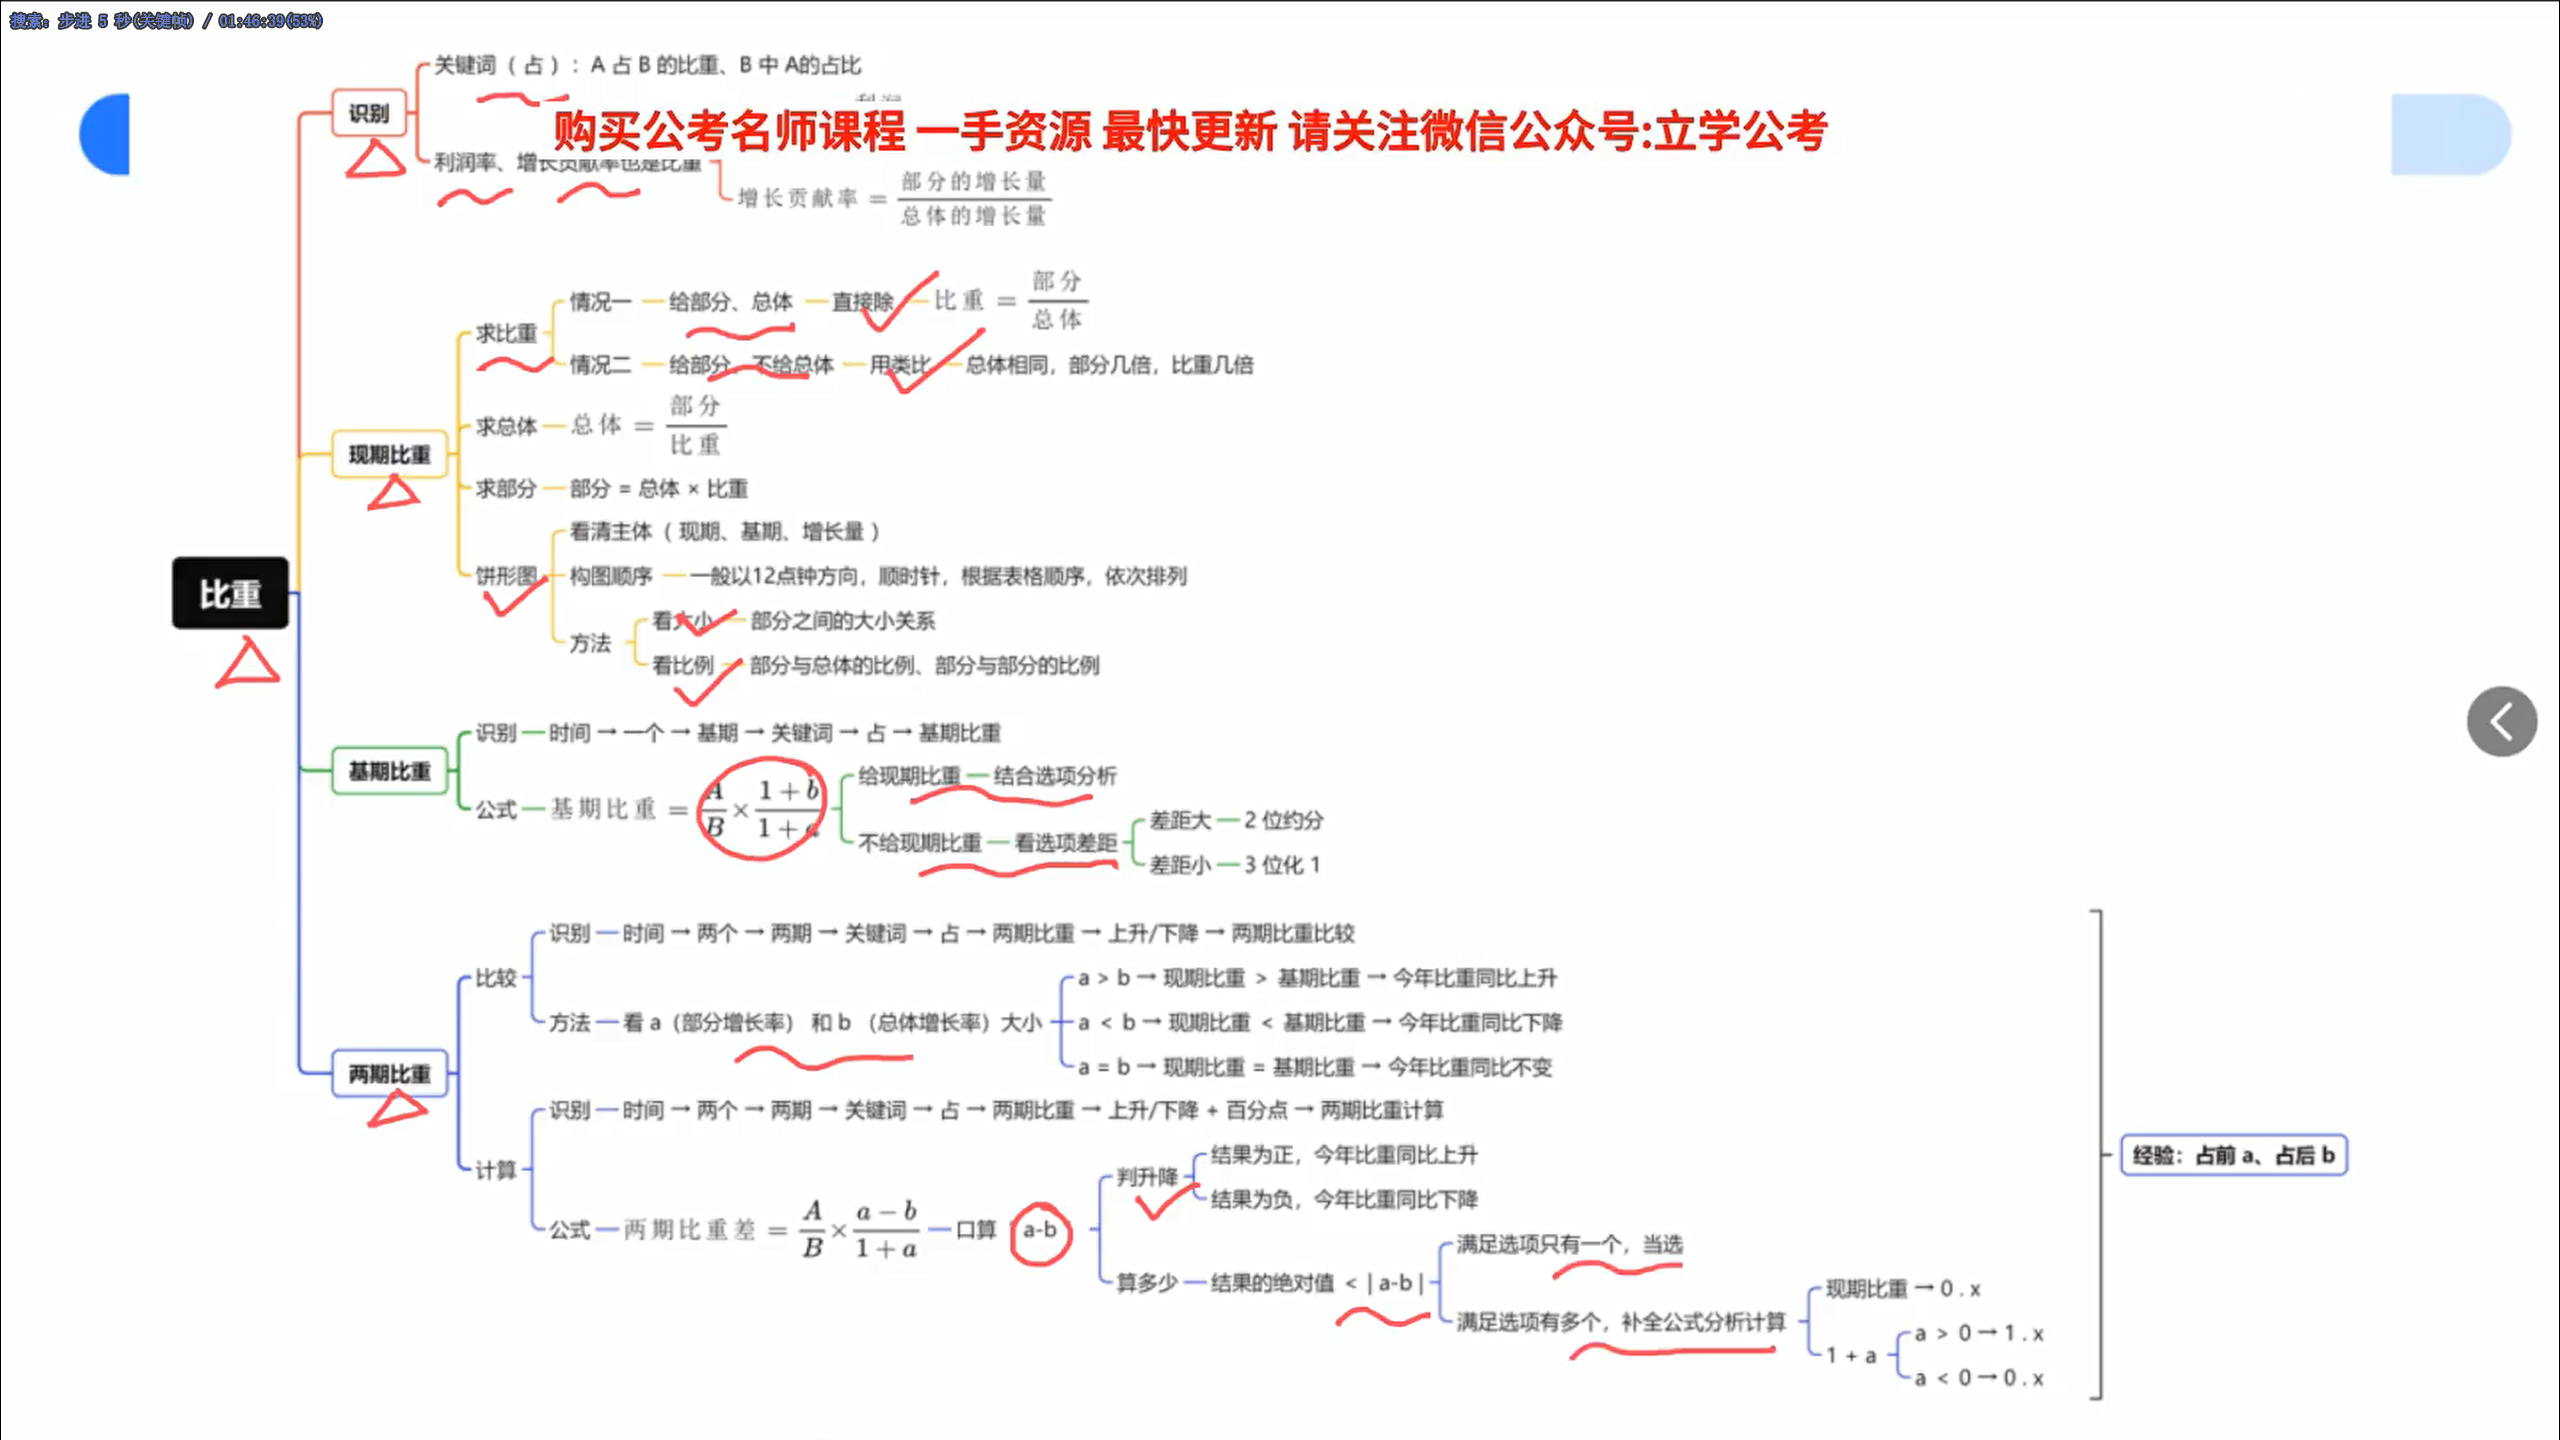 搜索: 步进 5 秒(关键帧) / 01:46:39(53%)
关键词（占）：A 占 B 的比重、B 中 A的占比
识别
购买公考名师课程 一手资源 最快更新 请关注微信公众号:立学公考
利润率、增长贡献率也是比重
增长贡献率 = 部分的增长量 / 总体的增长量
现期比重
求比重
情况一 — 给部分、总体 — 直接除 — 比重 = 部分 / 总体
情况二 — 给部分、不给总体 — 用类比 — 总体相同，部分几倍，比重几倍
求总体 — 总体 = 部分 / 比重
求部分 — 部分 = 总体 × 比重
饼形图
看清主体（现期、基期、增长量）
构图顺序 — 一般以12点钟方向，顺时针，根据表格顺序，依次排列
方法
看大小 — 部分之间的大小关系
看比例 — 部分与总体的比例、部分与部分的比例
比重
基期比重
识别 — 时间 → 一个 → 基期 → 关键词 → 占 → 基期比重
公式 — 基期比重 = A/B × (1+b)/(1+a)
给现期比重 — 结合选项分析
不给现期比重 — 看选项差距
差距大 — 2 位约分
差距小 — 3 位化 1
两期比重
比较
识别 — 时间 → 两个 → 两期 → 关键词 → 占 → 两期比重 → 上升/下降 → 两期比重比较
方法 — 看 a（部分增长率） 和 b （总体增长率）大小
a > b → 现期比重 > 基期比重 → 今年比重同比上升
a < b → 现期比重 < 基期比重 → 今年比重同比下降
a = b → 现期比重 = 基期比重 → 今年比重同比不变
计算
识别 — 时间 → 两个 → 两期 → 关键词 → 占 → 两期比重 → 上升/下降 + 百分点 → 两期比重计算
公式 — 两期比重差 = A/B × (a−b)/(1+a) — 口算 a-b
判升降
结果为正，今年比重同比上升
结果为负，今年比重同比下降
算多少 — 结果的绝对值 < | a-b |
满足选项只有一个，当选
满足选项有多个，补全公式分析计算
现期比重 → 0 . x
1 + a
a > 0 → 1 . x
a < 0 → 0 . x
经验：占前 a、占后 b